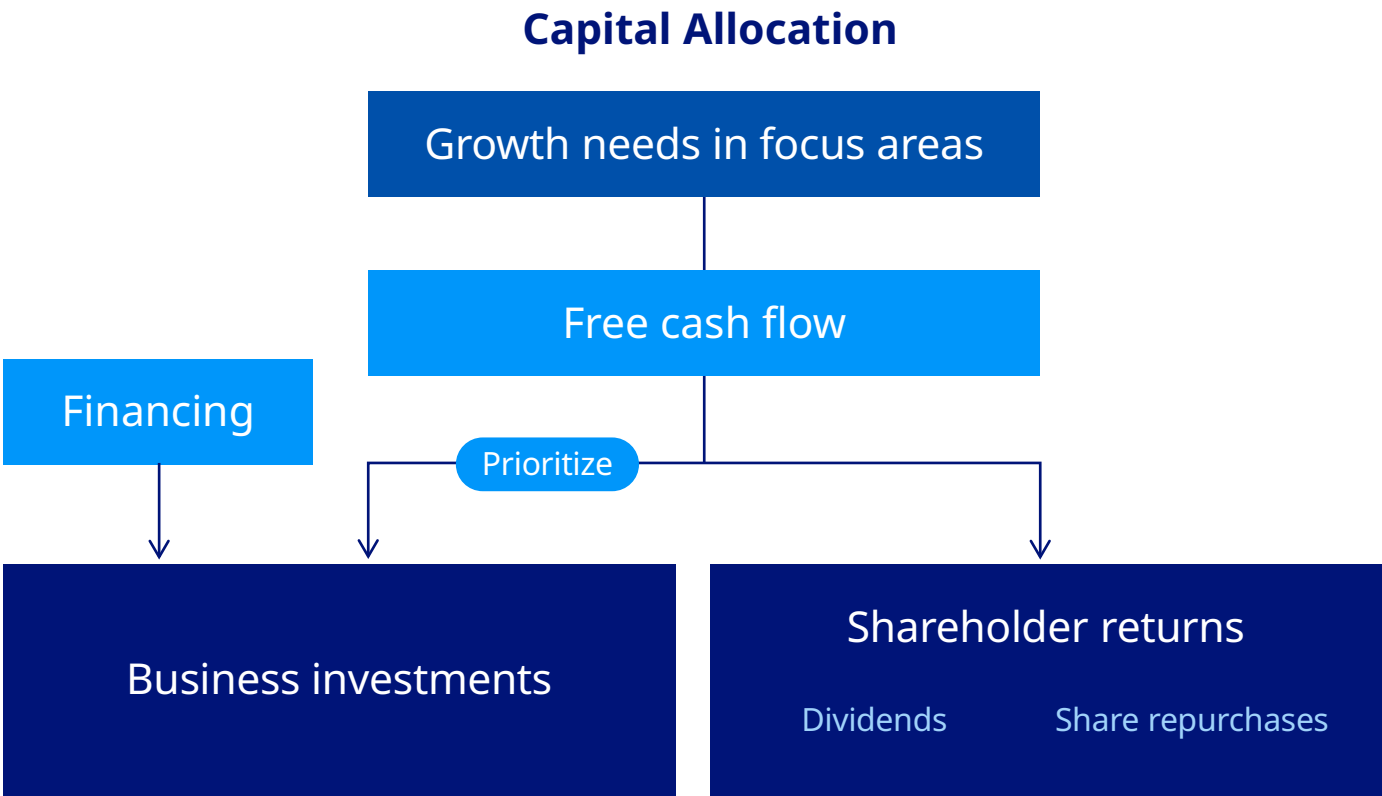 Capital Allocation
Growth needs in focus areas
Free cash flow
Financing
Prioritize
Business investments
Shareholder returns
Dividends
Share repurchases